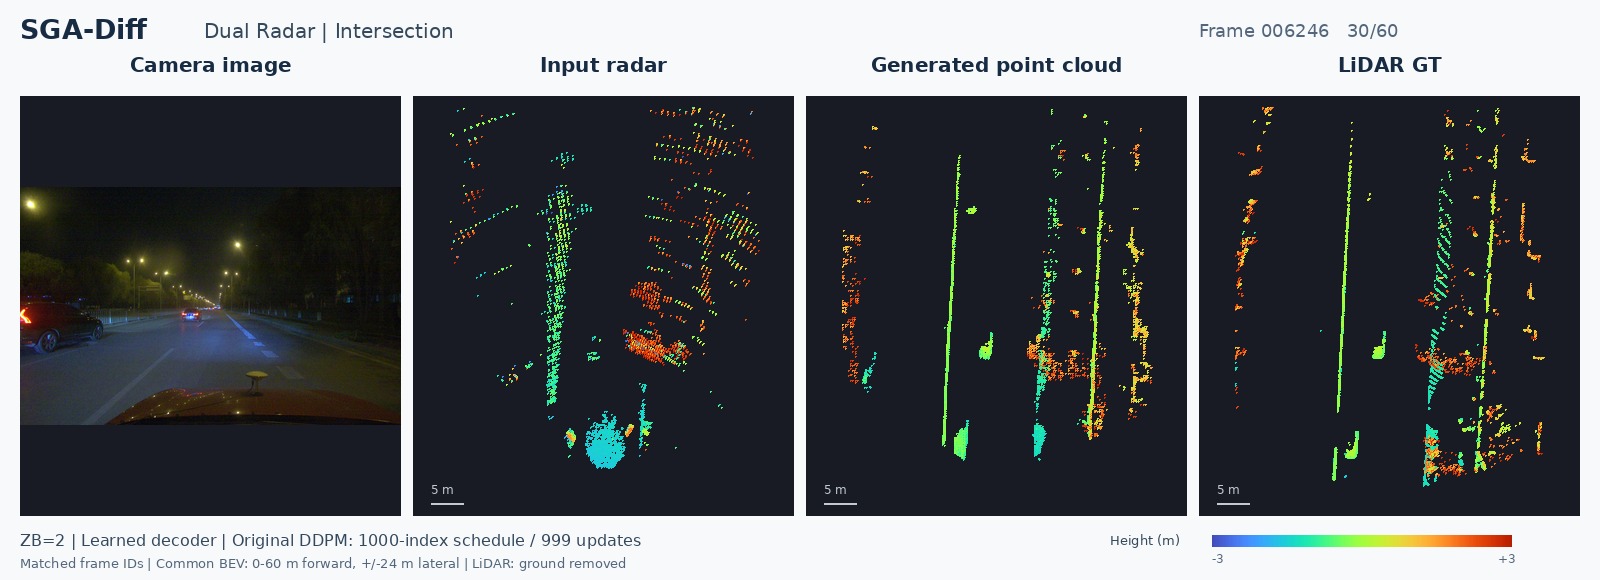 SGA-Diff Dual Radar | Intersection Frame 006246 30/60
Camera image Input radar Generated point cloud LiDAR GT
5 m 5 m 5 m
ZB=2 | Learned decoder | Original DDPM: 1000-index schedule / 999 updates Height (m)
Matched frame IDs | Common BEV: 0-60 m forward, +/-24 m lateral | LiDAR: ground removed -3 +3